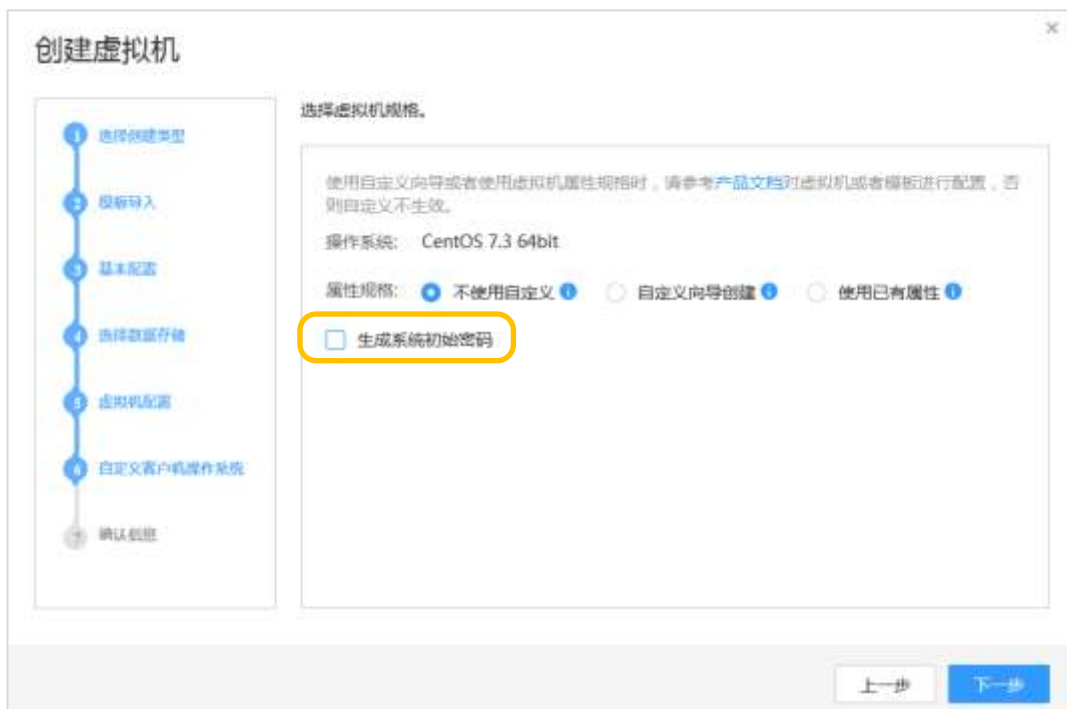 创建虚拟机
×
1 选择创建类型
2 模板导入
3 基本配置
4 选择数据存储
5 虚拟机配置
6 自定义客户机操作系统
7 确认信息
选择虚拟机规格。
使用自定义向导或者使用虚拟机属性规格时，请参考产品文档对虚拟机或者模板进行配置，否
则自定义不生效。
操作系统: CentOS 7.3 64bit
属性规格: 不使用自定义 i 自定义向导创建 i 使用已有属性 i
生成系统初始密码
上一步 下一步